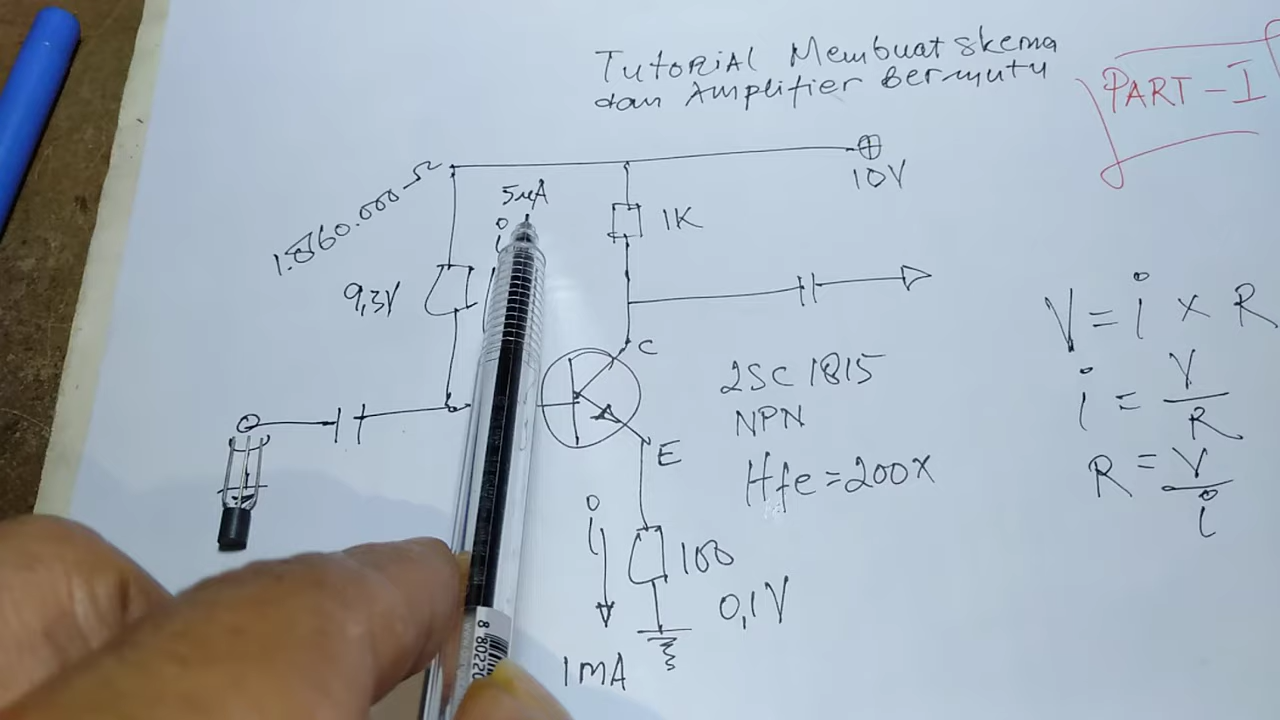 Tutorial Membuat skema
dan Amplifier Bermutu
PART - I
1.860.000 Ω
5µA
10V
1K
i
9,3V
C
2SC 1815
NPN
E
Hfe = 200X
V = i x R
i = V/R
R = V/i
i
100
0,1V
1MA